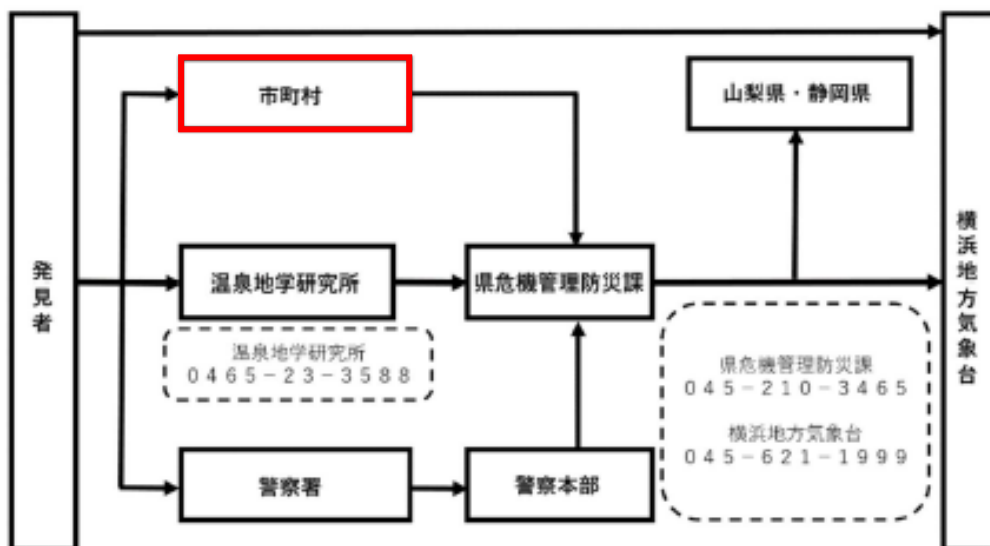 発見者
市町村
山梨県・静岡県
温泉地学研究所
県危機管理防災課
温泉地学研究所
0465-23-3588
県危機管理防災課
045-210-3465
横浜地方気象台
045-621-1999
警察署
警察本部
横浜地方気象台